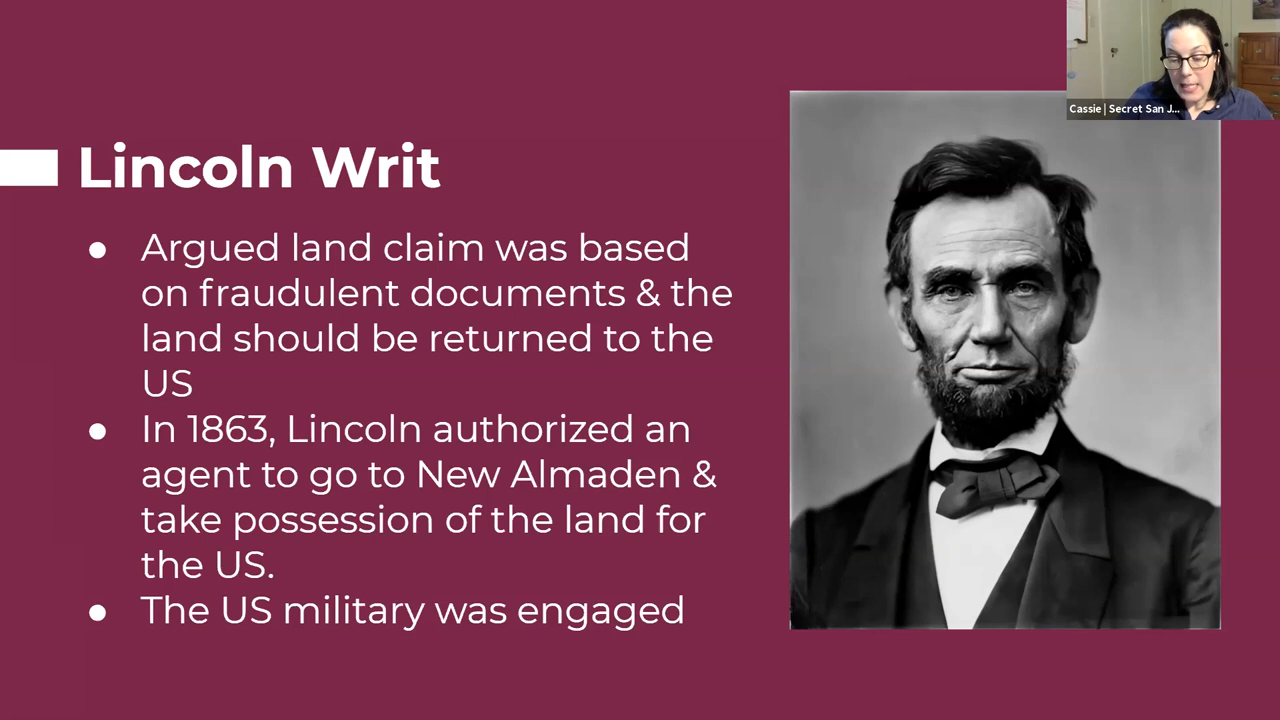 Cassie | Secret San J...
Lincoln Writ
● Argued land claim was based
on fraudulent documents & the
land should be returned to the
US
● In 1863, Lincoln authorized an
agent to go to New Almaden &
take possession of the land for
the US.
● The US military was engaged